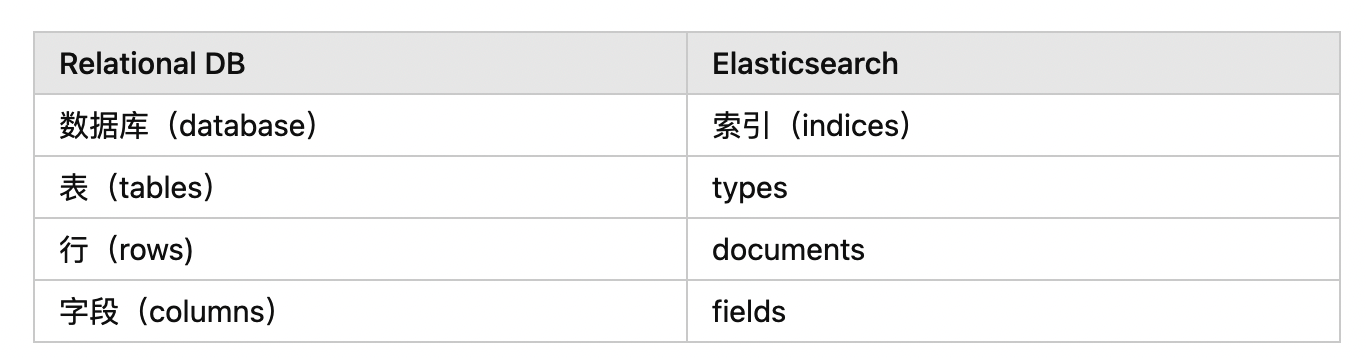 Relational DB Elasticsearch
数据库（database） 索引（indices）
表（tables） types
行（rows) documents
字段（columns） fields